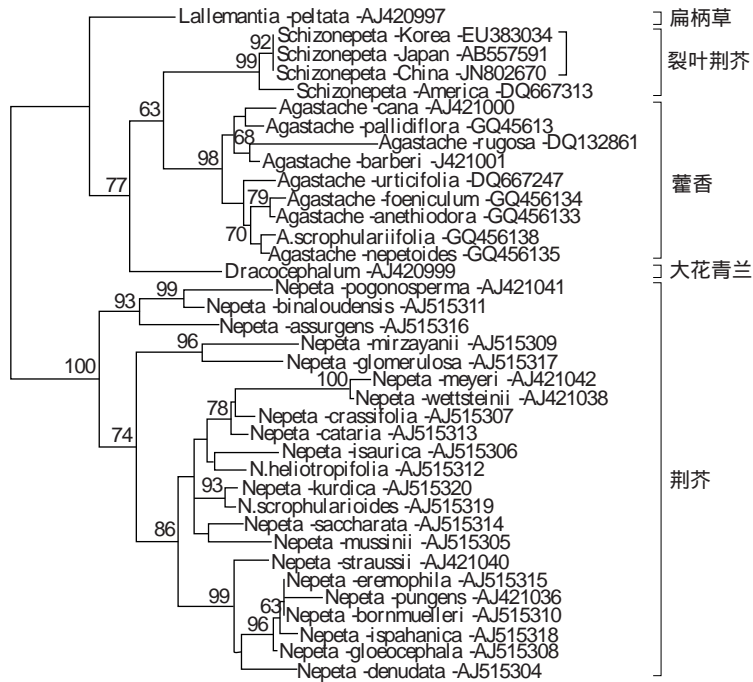 Lallemantia -peltata -AJ420997
扁柄草
92
Schizonepeta -Korea -EU383034
Schizonepeta -Japan -AB557591
99
Schizonepeta -China -JN802670
裂叶荆芥
Schizonepeta -America -DQ667313
63
Agastache -cana -AJ421000
Agastache -pallidiflora -GQ45613
68
Agastache -rugosa -DQ132861
98
Agastache -barberi -J421001
77
Agastache -urticifolia -DQ667247
藿香
79
Agastache -foeniculum -GQ456134
Agastache -anethiodora -GQ456133
70
A.scrophulariifolia -GQ456138
Agastache -nepetoides -GQ456135
Dracocephalum -AJ420999
大花青兰
99
Nepeta -pogonosperma -AJ421041
93
Nepeta -binaloudensis -AJ515311
Nepeta -assurgens -AJ515316
96
Nepeta -mirzayanii -AJ515309
100
Nepeta -glomerulosa -AJ515317
100
Nepeta -meyeri -AJ421042
Nepeta -wettsteinii -AJ421038
78
Nepeta -crassifolia -AJ515307
74
Nepeta -cataria -AJ515313
Nepeta -isaurica -AJ515306
N.heliotropifolia -AJ515312
荆芥
93
Nepeta -kurdica -AJ515320
N.scrophularioides -AJ515319
86
Nepeta -saccharata -AJ515314
Nepeta -mussinii -AJ515305
Nepeta -straussii -AJ421040
99
Nepeta -eremophila -AJ515315
Nepeta -pungens -AJ421036
63
Nepeta -bornmuelleri -AJ515310
96
Nepeta -ispahanica -AJ515318
Nepeta -gloeocephala -AJ515308
Nepeta -denudata -AJ515304